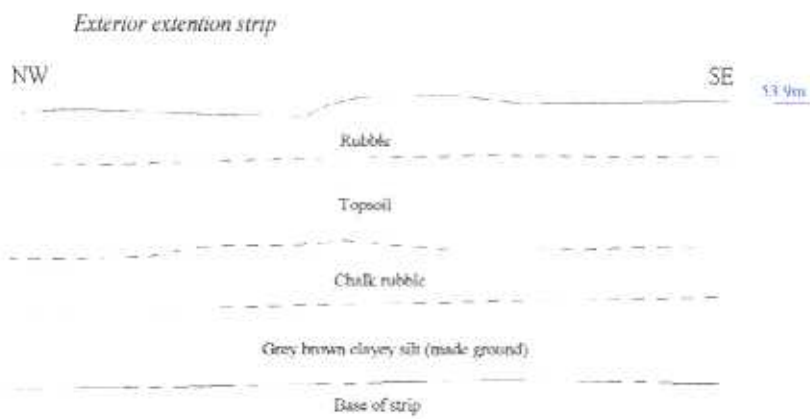 Exterior extention strip
NW
SE
53.9m
Rubble
Topsoil
Chalk rubble
Grey brown clayey silt (made ground)
Base of strip